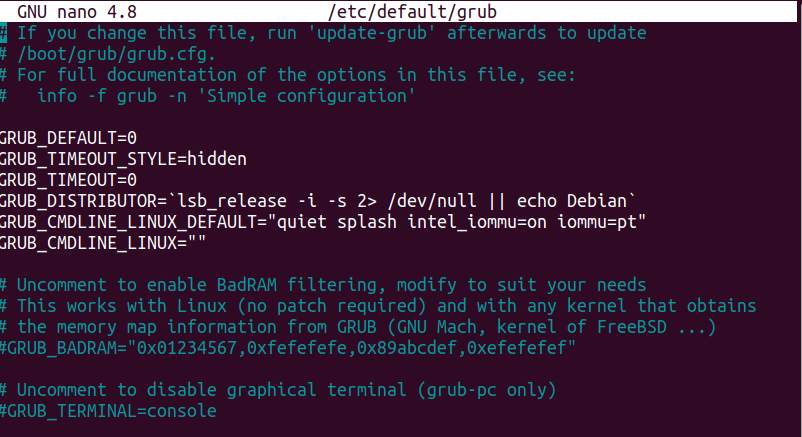 GNU nano 4.8 /etc/default/grub
# If you change this file, run 'update-grub' afterwards to update
# /boot/grub/grub.cfg.
# For full documentation of the options in this file, see:
#   info -f grub -n 'Simple configuration'
GRUB_DEFAULT=0
GRUB_TIMEOUT_STYLE=hidden
GRUB_TIMEOUT=0
GRUB_DISTRIBUTOR=`lsb_release -i -s 2> /dev/null || echo Debian`
GRUB_CMDLINE_LINUX_DEFAULT="quiet splash intel_iommu=on iommu=pt"
GRUB_CMDLINE_LINUX=""
# Uncomment to enable BadRAM filtering, modify to suit your needs
# This works with Linux (no patch required) and with any kernel that obtains
# the memory map information from GRUB (GNU Mach, kernel of FreeBSD ...)
#GRUB_BADRAM="0x01234567,0xfefefefe,0x89abcdef,0xefefefef"
# Uncomment to disable graphical terminal (grub-pc only)
#GRUB_TERMINAL=console